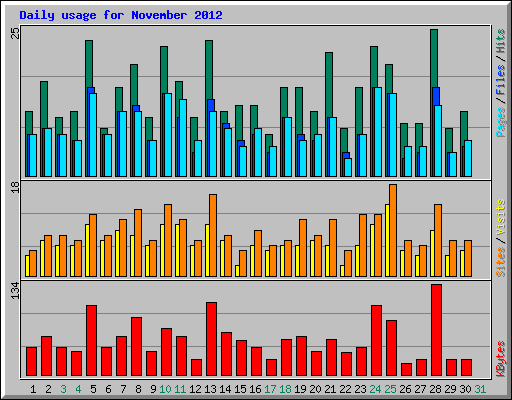 Daily usage for November 2012
25
Pages / Files / Hits
18
Sites / Visits
134
KBytes
1 2 3 4 5 6 7 8 9 10 11 12 13 14 15 16 17 18 19 20 21 22 23 24 25 26 27 28 29 30 31